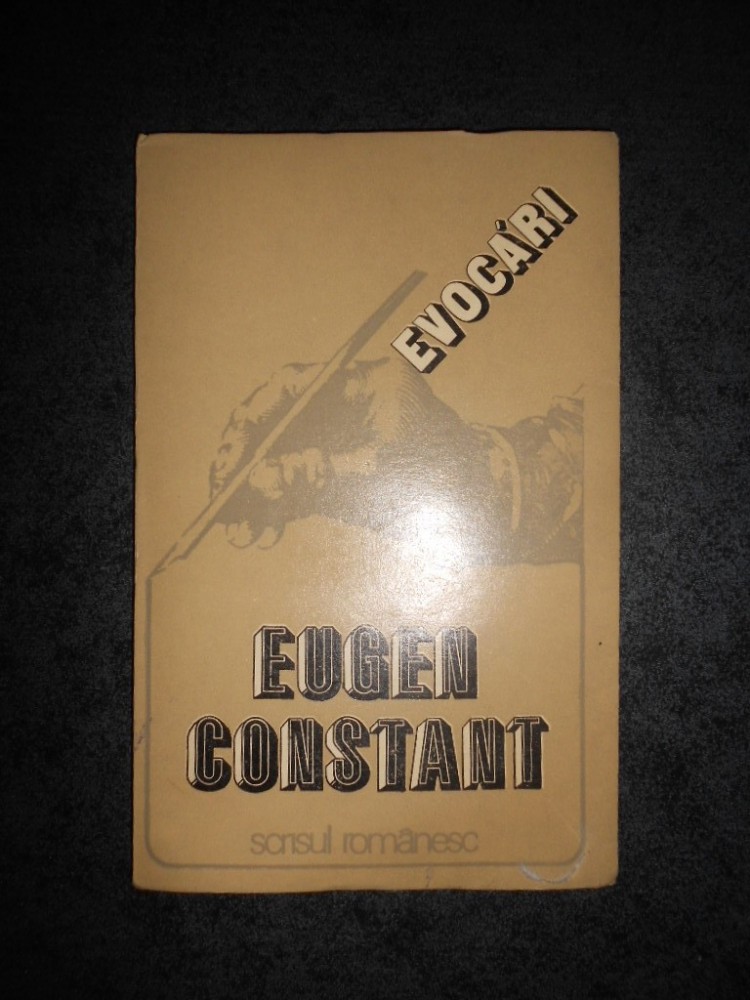 EVOCĂRI
EUGEN
CONSTANT
scrisul românesc